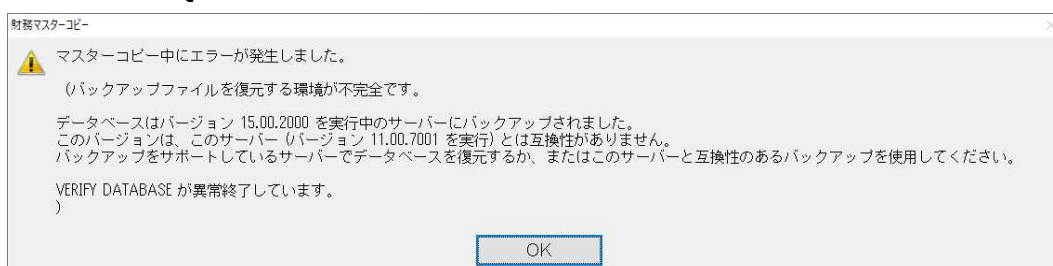 財務マスターコピー
マスターコピー中にエラーが発生しました。
(バックアップファイルを復元する環境が不完全です。
データベースはバージョン 15.00.2000 を実行中のサーバーにバックアップされました。
このバージョンは、このサーバー (バージョン 11.00.7001 を実行) とは互換性がありません。
バックアップをサポートしているサーバーでデータベースを復元するか、またはこのサーバーと互換性のあるバックアップを使用してください。
VERIFY DATABASE が異常終了しています。
)
OK